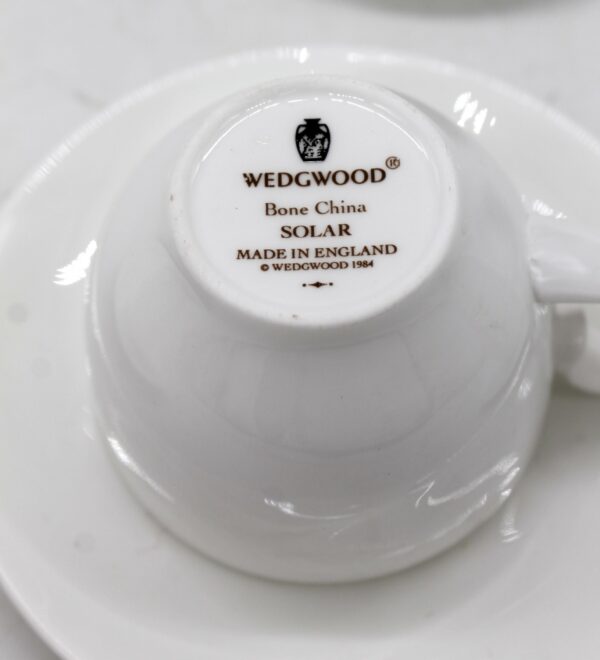 WEDGWOOD®
Bone China
SOLAR
MADE IN ENGLAND
© WEDGWOOD 1984